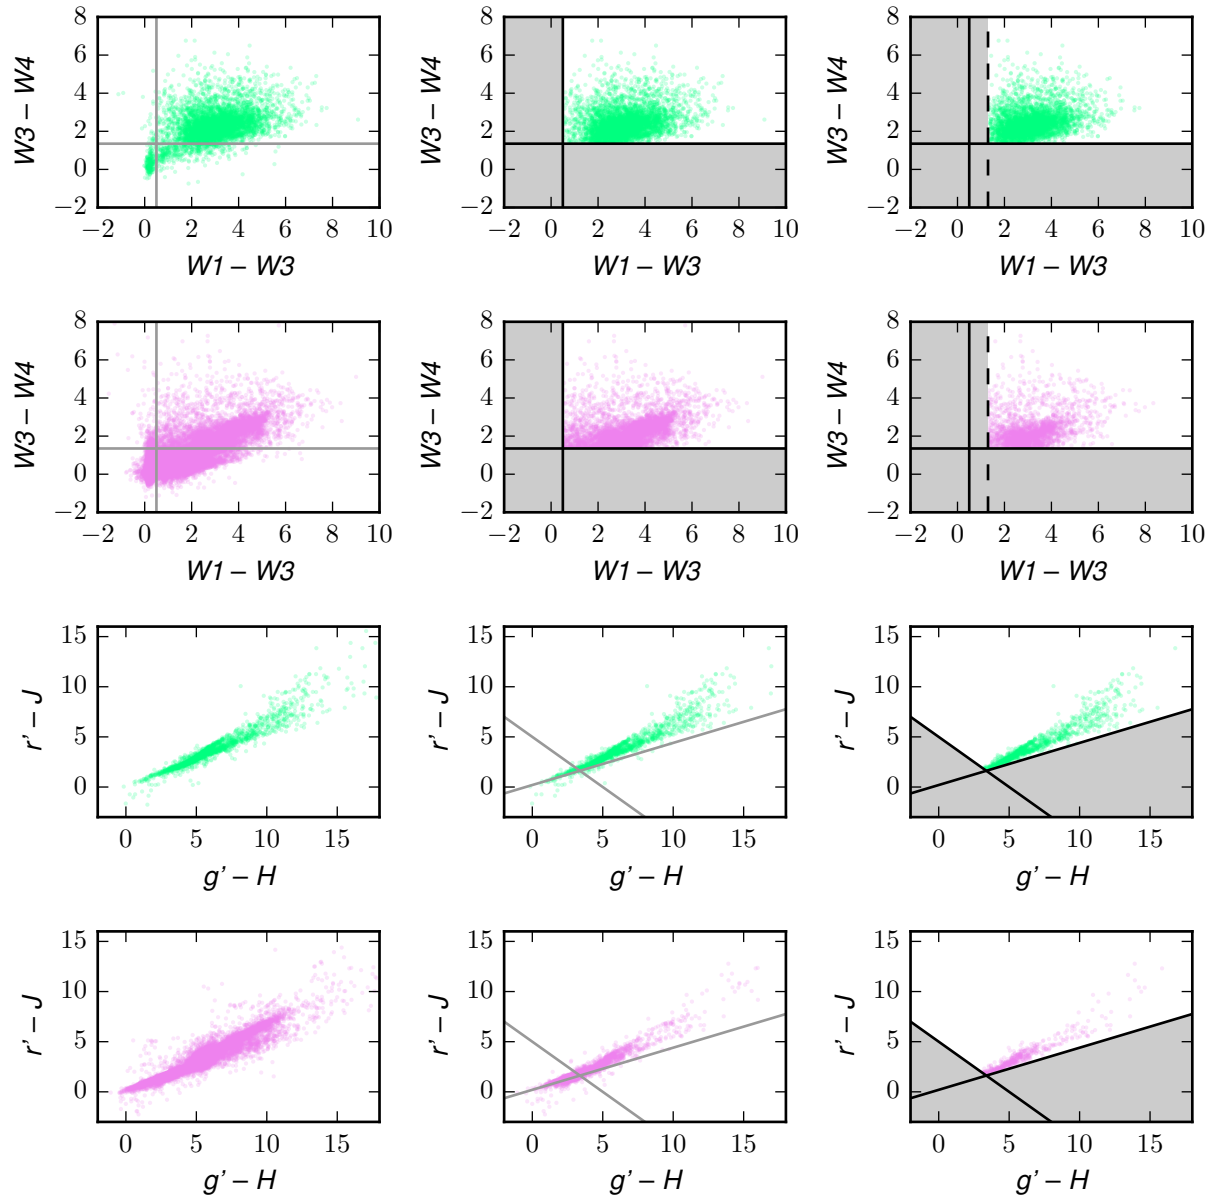 8 8 8
6 6 6
W3 – W4 4 W3 – W4 4 W3 – W4 4
2 2 2
0 0 0
−2 −2 −2
−2 0 2 4 6 8 10 −2 0 2 4 6 8 10 −2 0 2 4 6 8 10
W1 – W3 W1 – W3 W1 – W3
8 8 8
6 6 6
W3 – W4 4 W3 – W4 4 W3 – W4 4
2 2 2
0 0 0
−2 −2 −2
−2 0 2 4 6 8 10 −2 0 2 4 6 8 10 −2 0 2 4 6 8 10
W1 – W3 W1 – W3 W1 – W3
15 15 15
r’ – J 10 r’ – J 10 r’ – J 10
5 5 5
0 0 0
0 5 10 15 0 5 10 15 0 5 10 15
g’ – H g’ – H g’ – H
15 15 15
r’ – J 10 r’ – J 10 r’ – J 10
5 5 5
0 0 0
0 5 10 15 0 5 10 15 0 5 10 15
g’ – H g’ – H g’ – H